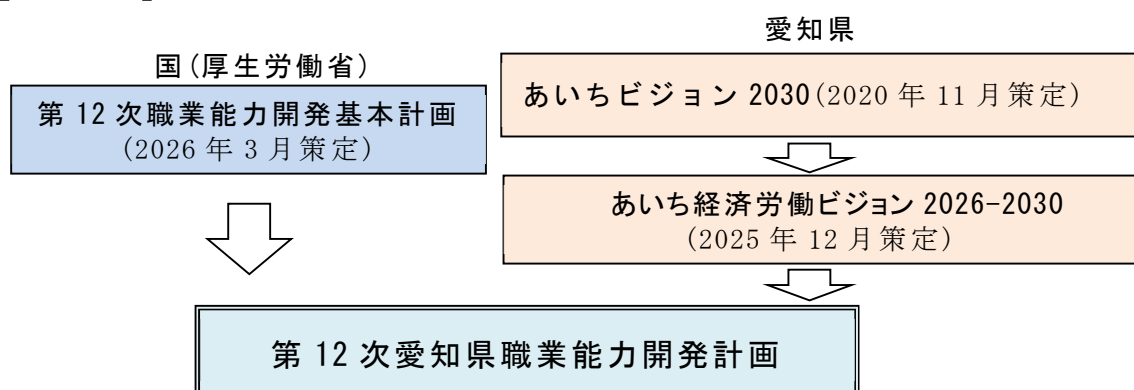 愛知県
国(厚生労働省)
あいちビジョン 2030(2020 年 11 月策定)
第 12 次職業能力開発基本計画
(2026 年 3 月策定)
あいち経済労働ビジョン 2026-2030
(2025 年 12 月策定)
第 12 次愛知県職業能力開発計画